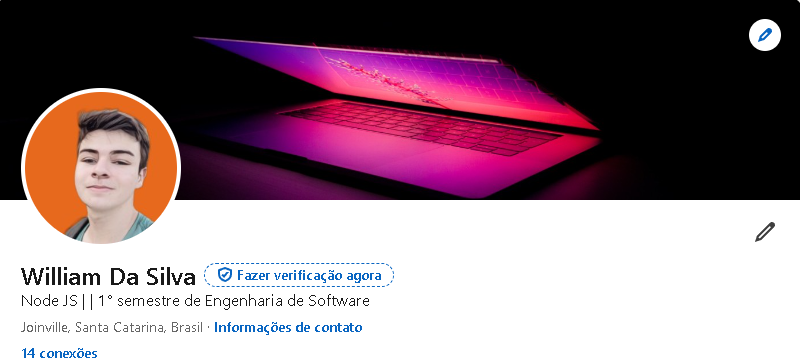 William Da Silva Fazer verificação agora
Node JS | | 1° semestre de Engenharia de Software
Joinville, Santa Catarina, Brasil · Informações de contato
14 conexões